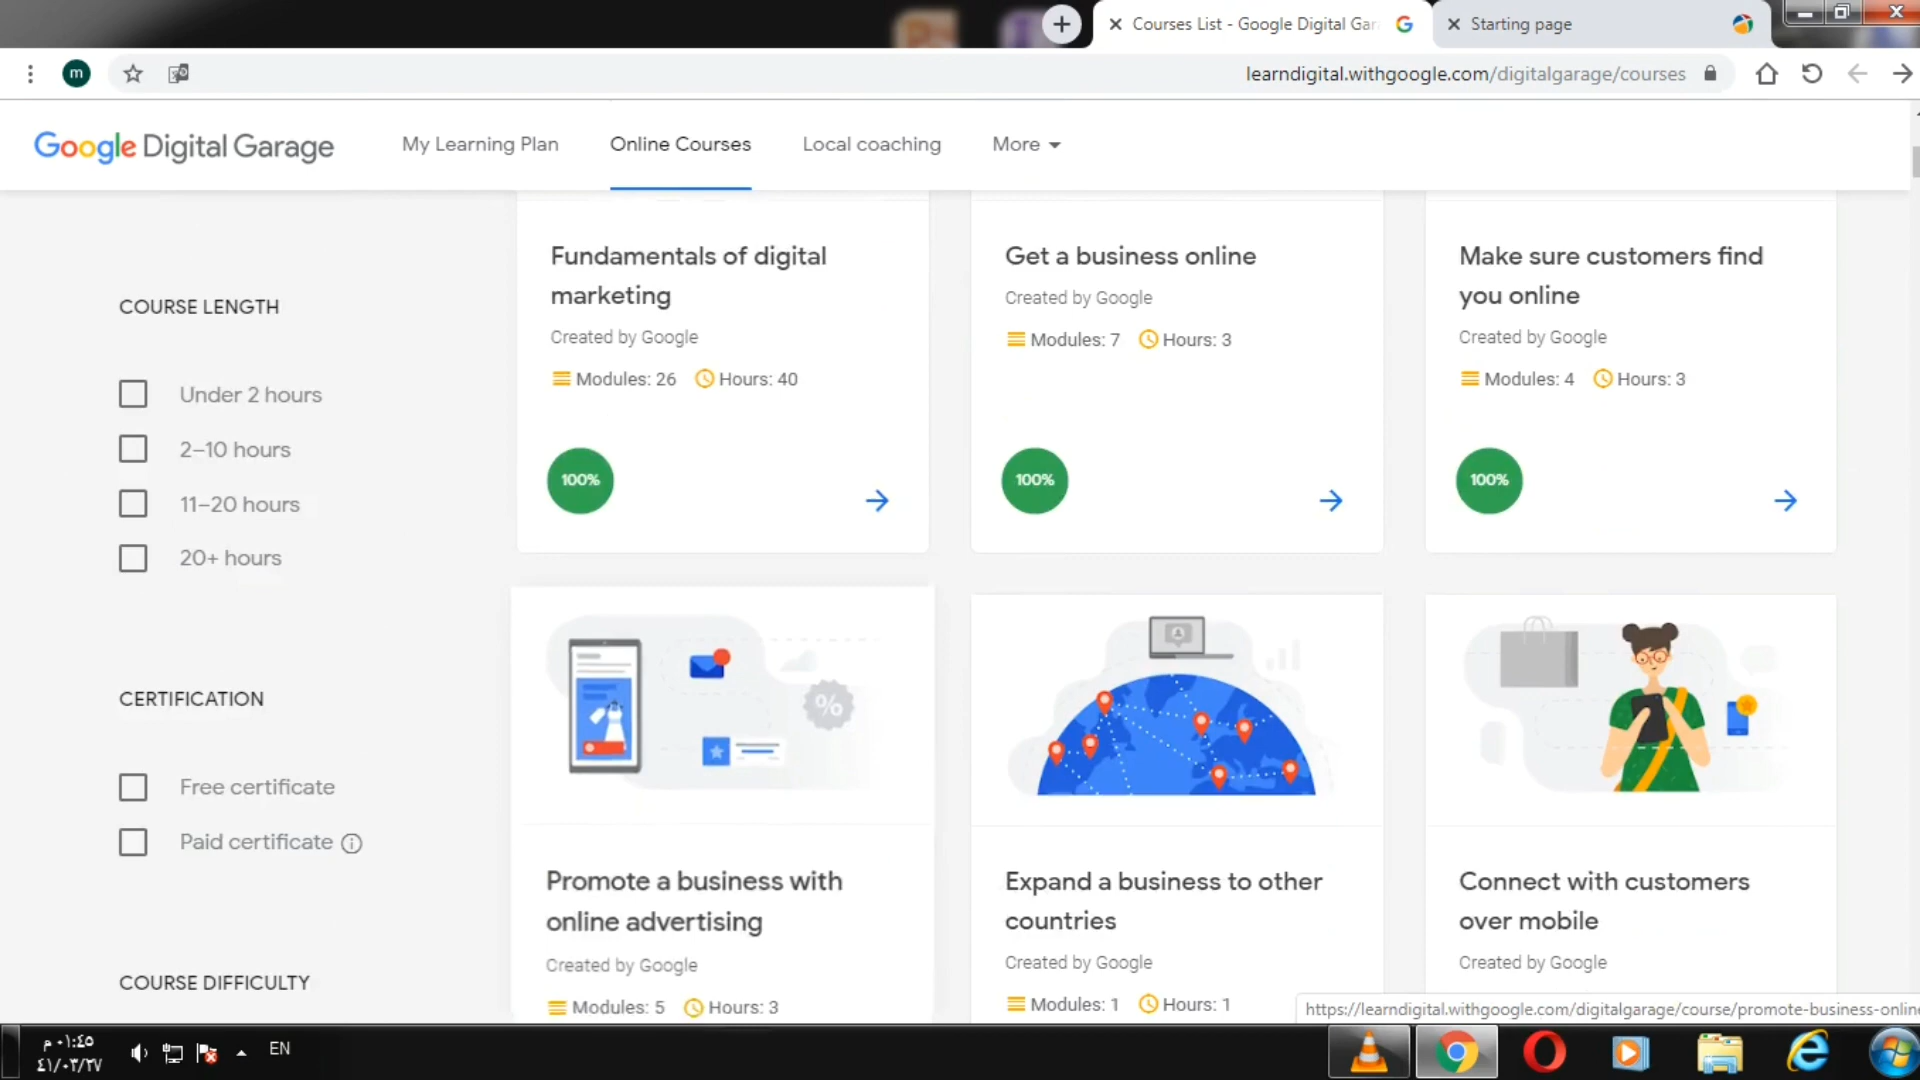 Courses List - Google Digital Gar
Starting page
m
learndigital.withgoogle.com/digitalgarage/courses
Google Digital Garage
My Learning Plan
Online Courses
Local coaching
More
COURSE LENGTH
Under 2 hours
2–10 hours
11–20 hours
20+ hours
CERTIFICATION
Free certificate
Paid certificate
COURSE DIFFICULTY
Fundamentals of digital
marketing
Created by Google
Modules: 26 Hours: 40
100%
Get a business online
Created by Google
Modules: 7 Hours: 3
100%
Make sure customers find
you online
Created by Google
Modules: 4 Hours: 3
100%
%
Promote a business with
online advertising
Created by Google
Modules: 5 Hours: 3
Expand a business to other
countries
Created by Google
Modules: 1 Hours: 1
Connect with customers
over mobile
Created by Google
https://learndigital.withgoogle.com/digitalgarage/course/promote-business-online
م ٠١:٤٥
٤١/٠٣/٢٧
EN